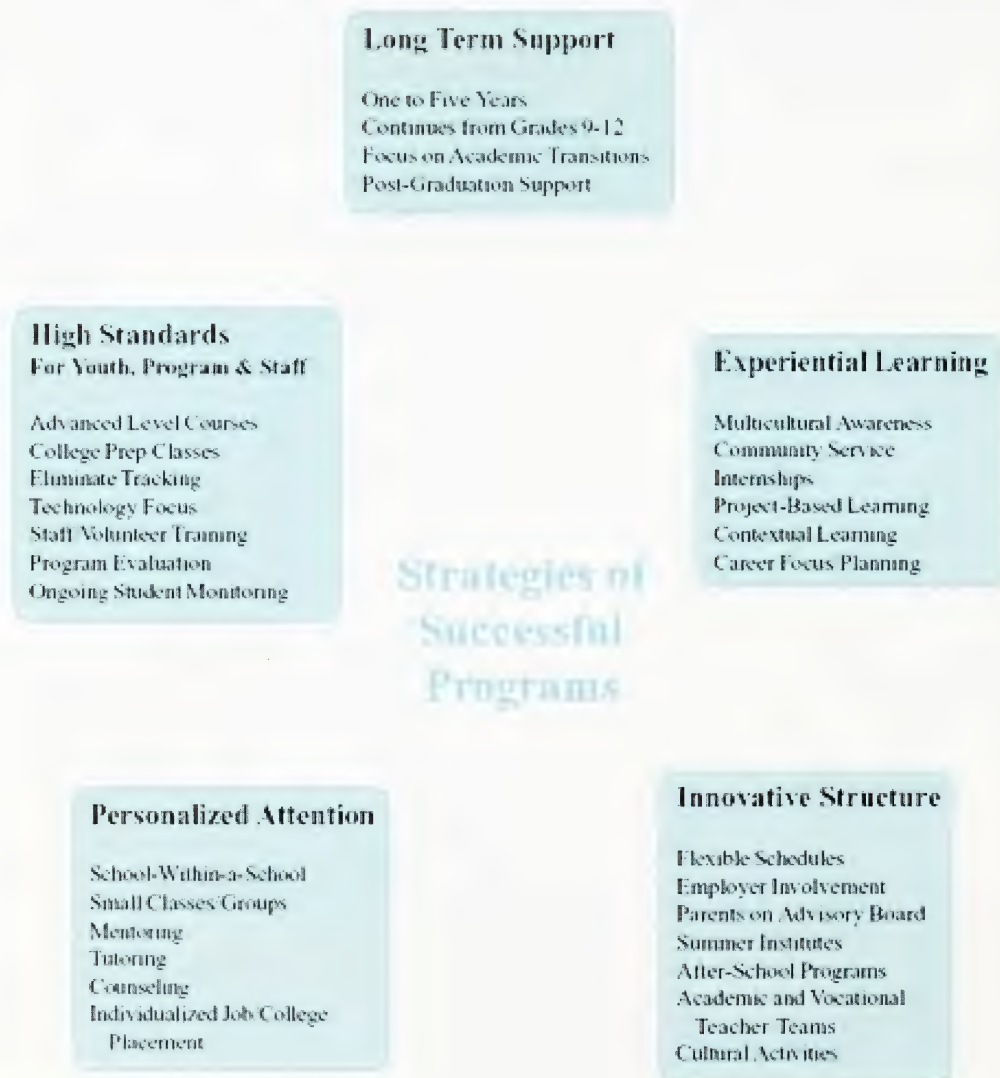 Long Term Support
One to Five Years
Continues from Grades 9-12
Focus on Academic Transitions
Post-Graduation Support
High Standards
For Youth, Program & Staff
Advanced Level Courses
College Prep Classes
Eliminate Tracking
Technology Focus
Staff/Volunteer Training
Program Evaluation
Ongoing Student Monitoring
Experiential Learning
Multicultural Awareness
Community Service
Internships
Project-Based Learning
Contextual Learning
Career Focus Planning
Strategies of
Successful
Programs
Personalized Attention
School-Within-a-School
Small Classes/Groups
Mentoring
Tutoring
Counseling
Individualized Job/College
Placement
Innovative Structure
Flexible Schedules
Employer Involvement
Parents on Advisory Board
Summer Institutes
After-School Programs
Academic and Vocational
Teacher Teams
Cultural Activities